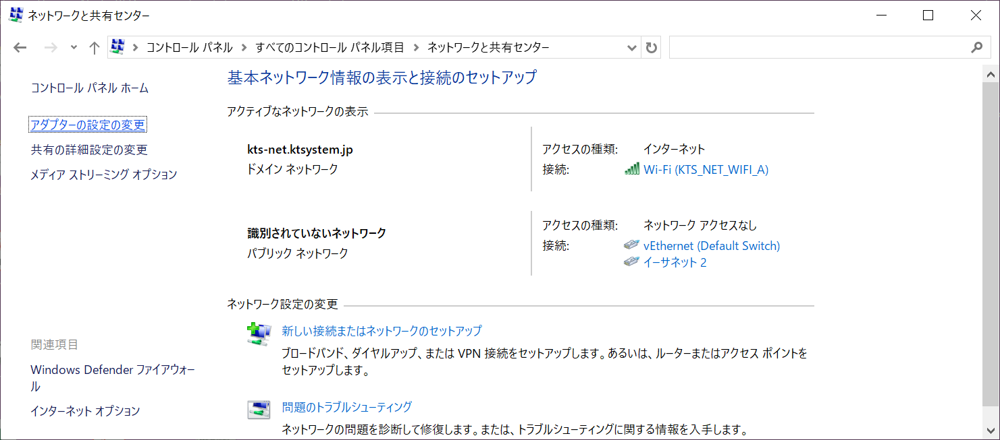 ネットワークと共有センター
コントロール パネル
すべてのコントロール パネル項目
ネットワークと共有センター
コントロール パネル ホーム
アダプターの設定の変更
共有の詳細設定の変更
メディア ストリーミング オプション
関連項目
Windows Defender ファイアウォー
ル
インターネット オプション
基本ネットワーク情報の表示と接続のセットアップ
アクティブなネットワークの表示
kts-net.ktsystem.jp
ドメイン ネットワーク
アクセスの種類: インターネット
接続: Wi-Fi (KTS_NET_WIFI_A)
識別されていないネットワーク
パブリック ネットワーク
アクセスの種類: ネットワーク アクセスなし
接続: vEthernet (Default Switch)
イーサネット 2
ネットワーク設定の変更
新しい接続またはネットワークのセットアップ
ブロードバンド、ダイヤルアップ、または VPN 接続をセットアップします。あるいは、ルーターまたはアクセス ポイントを
セットアップします。
問題のトラブルシューティング
ネットワークの問題を診断して修復します。または、トラブルシューティングに関する情報を入手します。